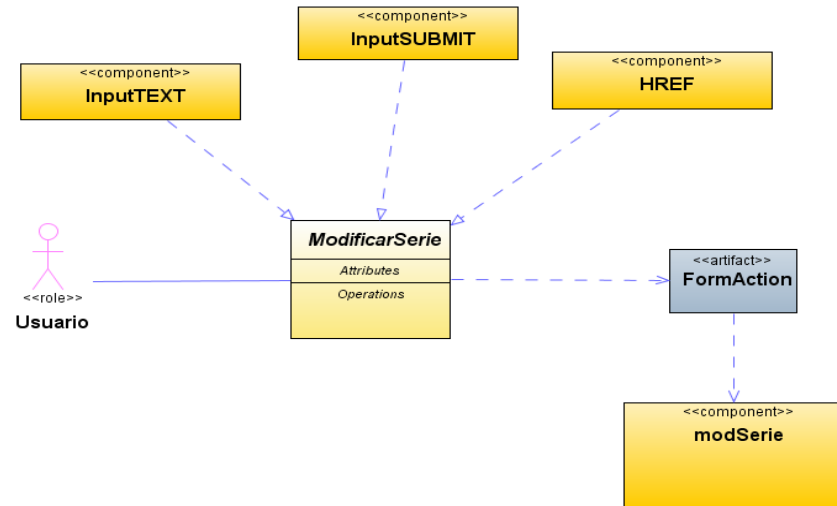 <<component>>
InputSUBMIT
<<component>>
InputTEXT
<<component>>
HREF
ModificarSerie
Attributes
Operations
<<role>>
Usuario
<<artifact>>
FormAction
<<component>>
modSerie